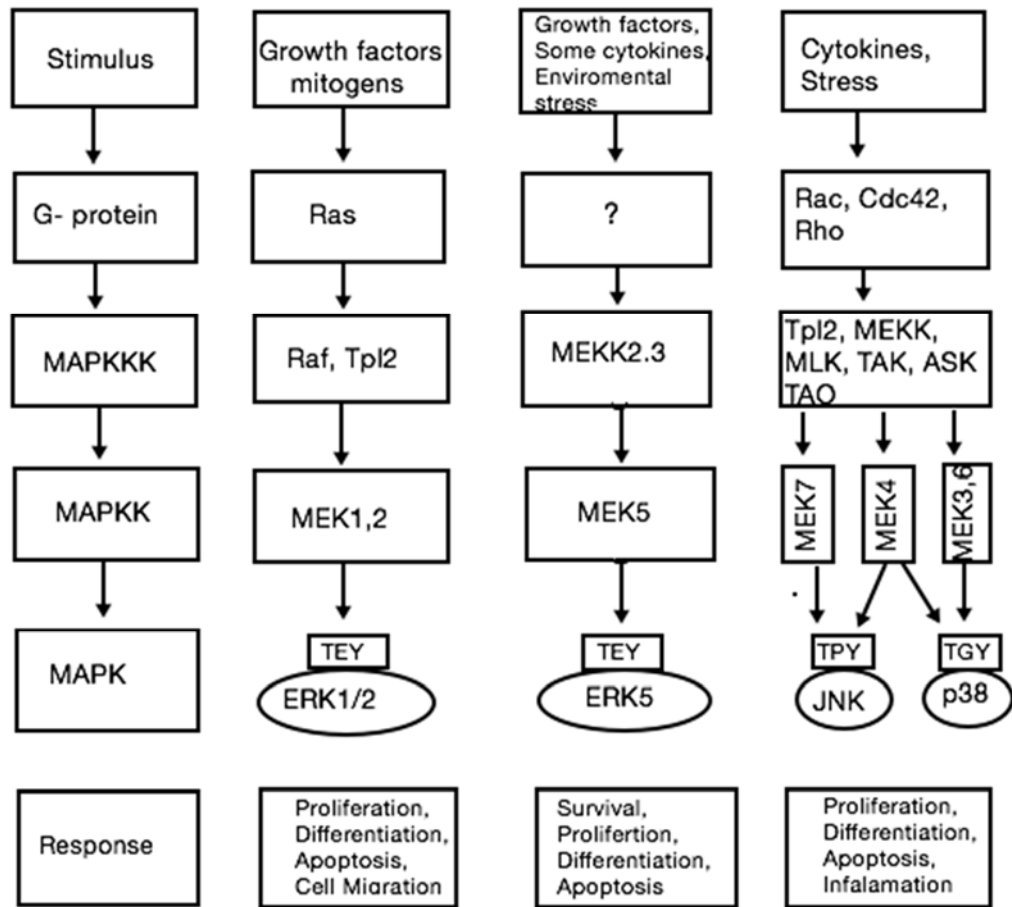 Stimulus
Growth factors
mitogens
Growth factors,
Some cytokines,
Enviromental
stress
Cytokines,
Stress
G- protein
Ras
?
Rac, Cdc42,
Rho
MAPKKK
Raf, Tpl2
MEKK2.3
Tpl2, MEKK,
MLK, TAK, ASK
TAO
MAPKK
MEK1,2
MEK5
MEK7
MEK4
MEK3,6
MAPK
TEY
ERK1/2
TEY
ERK5
TPY
JNK
TGY
p38
Response
Proliferation,
Differentiation,
Apoptosis,
Cell Migration
Survival,
Prolifertion,
Differentiation,
Apoptosis
Proliferation,
Differentiation,
Apoptosis,
Infalamation